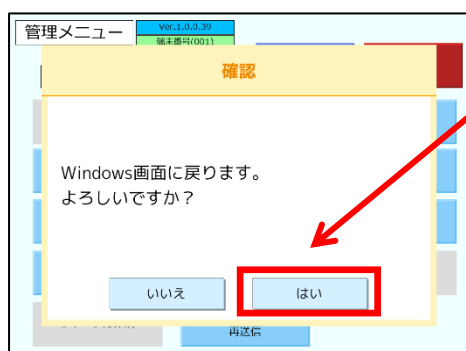 管理メニュー
Ver.1.0.0.39
端末番号(001)
確認
Windows画面に戻ります。
よろしいですか？
いいえ
はい
再送信